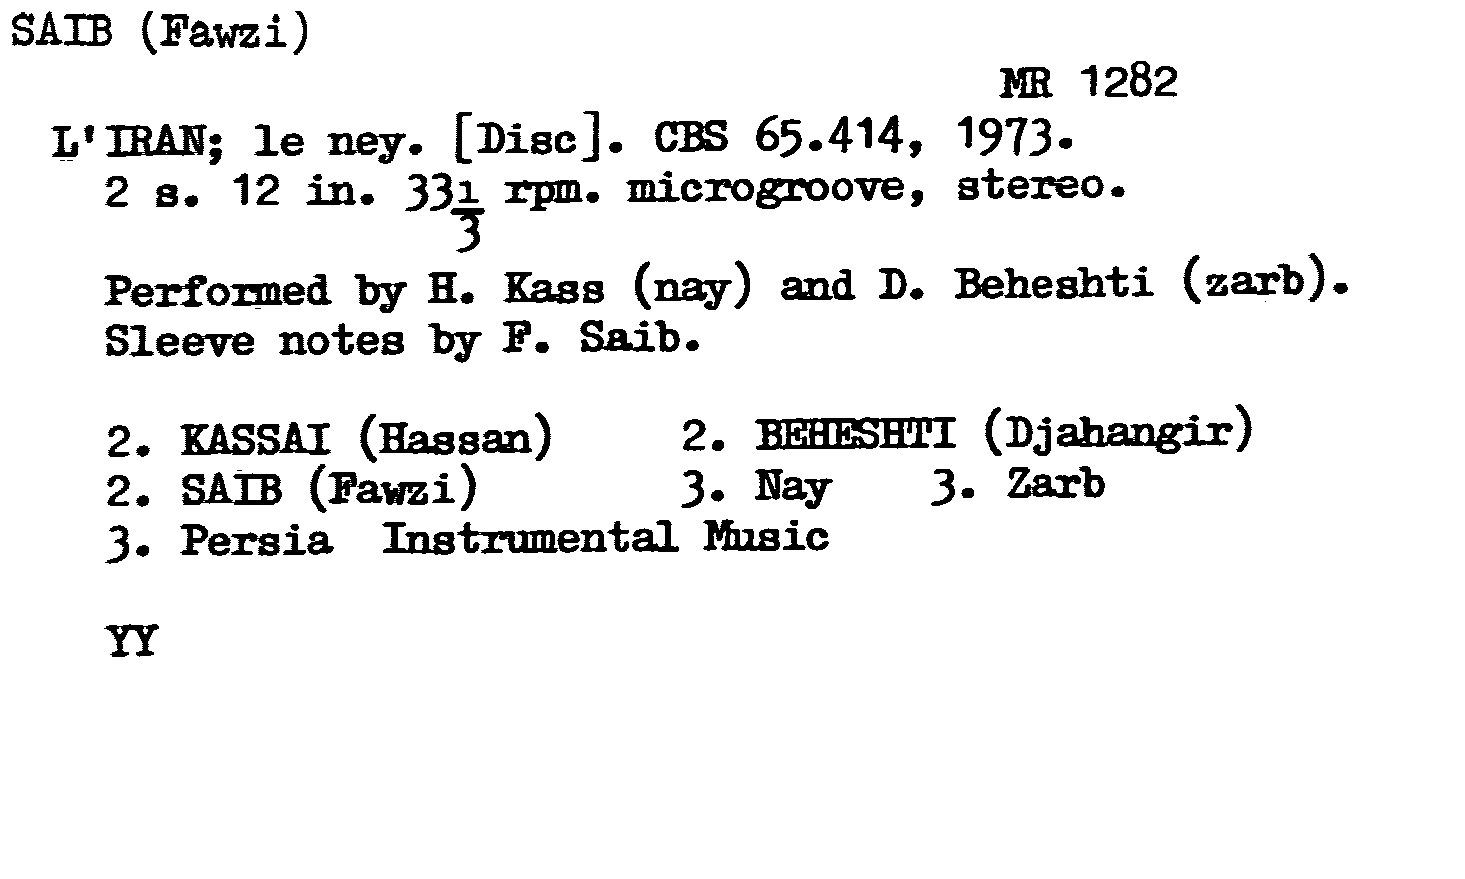 SAIB (Fawzi)
MR 1282
L'IRAN; le ney. [Disc]. CBS 65.414, 1973.
2 s. 12 in. 33 1/3 rpm. microgroove, stereo.
Performed by H. Kass (nay) and D. Beheshti (zarb).
Sleeve notes by F. Saib.
2. KASSAI (Hassan) 2. BEHESHTI (Djahangir)
2. SAIB (Fawzi) 3. Nay 3. Zarb
3. Persia Instrumental Music
YY